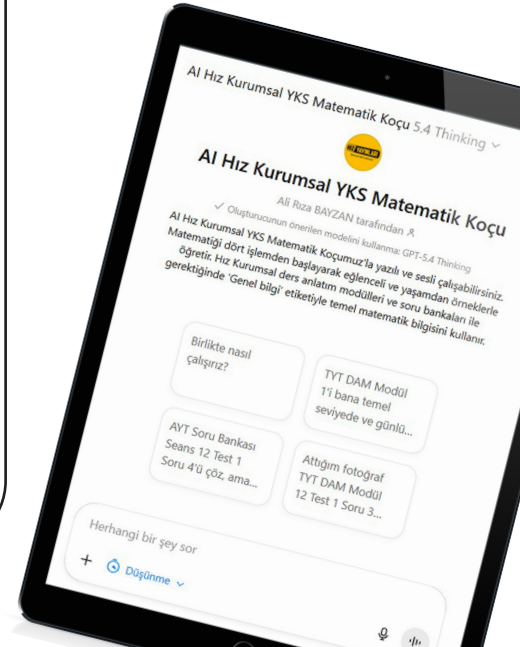 AI Hız Kurumsal YKS Matematik Koçu 5.4 Thinking
HIZ YAYINLARI
AI Hız Kurumsal YKS Matematik Koçu
Ali Rıza BAYZAN tarafından
Oluşturucunun önerilen modelini kullanma: GPT-5.4 Thinking
AI Hız Kurumsal YKS Matematik Koçumuz'la yazılı ve sesli çalışabilirsiniz.
Matematiği dört işlemden başlayarak eğlenceli ve yaşamdan örneklerle
öğretir. Hız Kurumsal ders anlatım modülleri ve soru bankaları ile
gerektiğinde 'Genel bilgi' etiketiyle temel matematik bilgisini kullanır.
Birlikte nasıl
çalışırız?
TYT DAM Modül
1'i bana temel
seviyede ve günlü...
AYT Soru Bankası
Seans 12 Test 1
Soru 4'ü çöz, ama...
Attığım fotoğraf
TYT DAM Modül
12 Test 1 Soru 3...
Herhangi bir şey sor
Düşünme